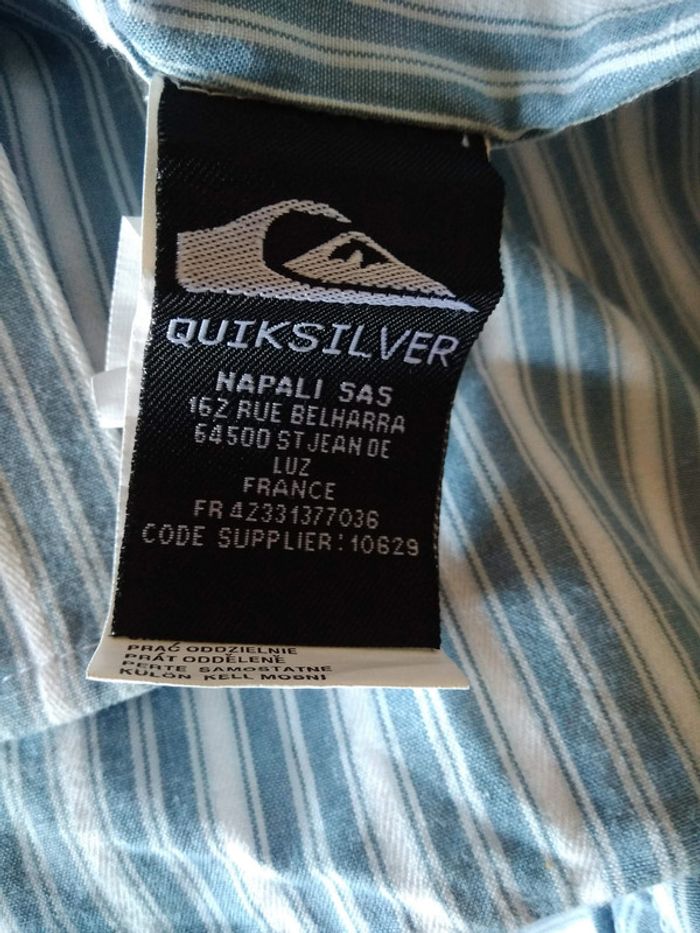 QUIKSILVER
NAPALI SAS
162 RUE BELHARRA
64500 ST JEAN DE
LUZ
FRANCE
FR 42331377036
CODE SUPPLIER: 10629
PRAĆ ODDZIELNIE
PRÁT ODDĚLENĚ
PERTE SAMOSTATNE
KÜLÖN KELL MOSNI